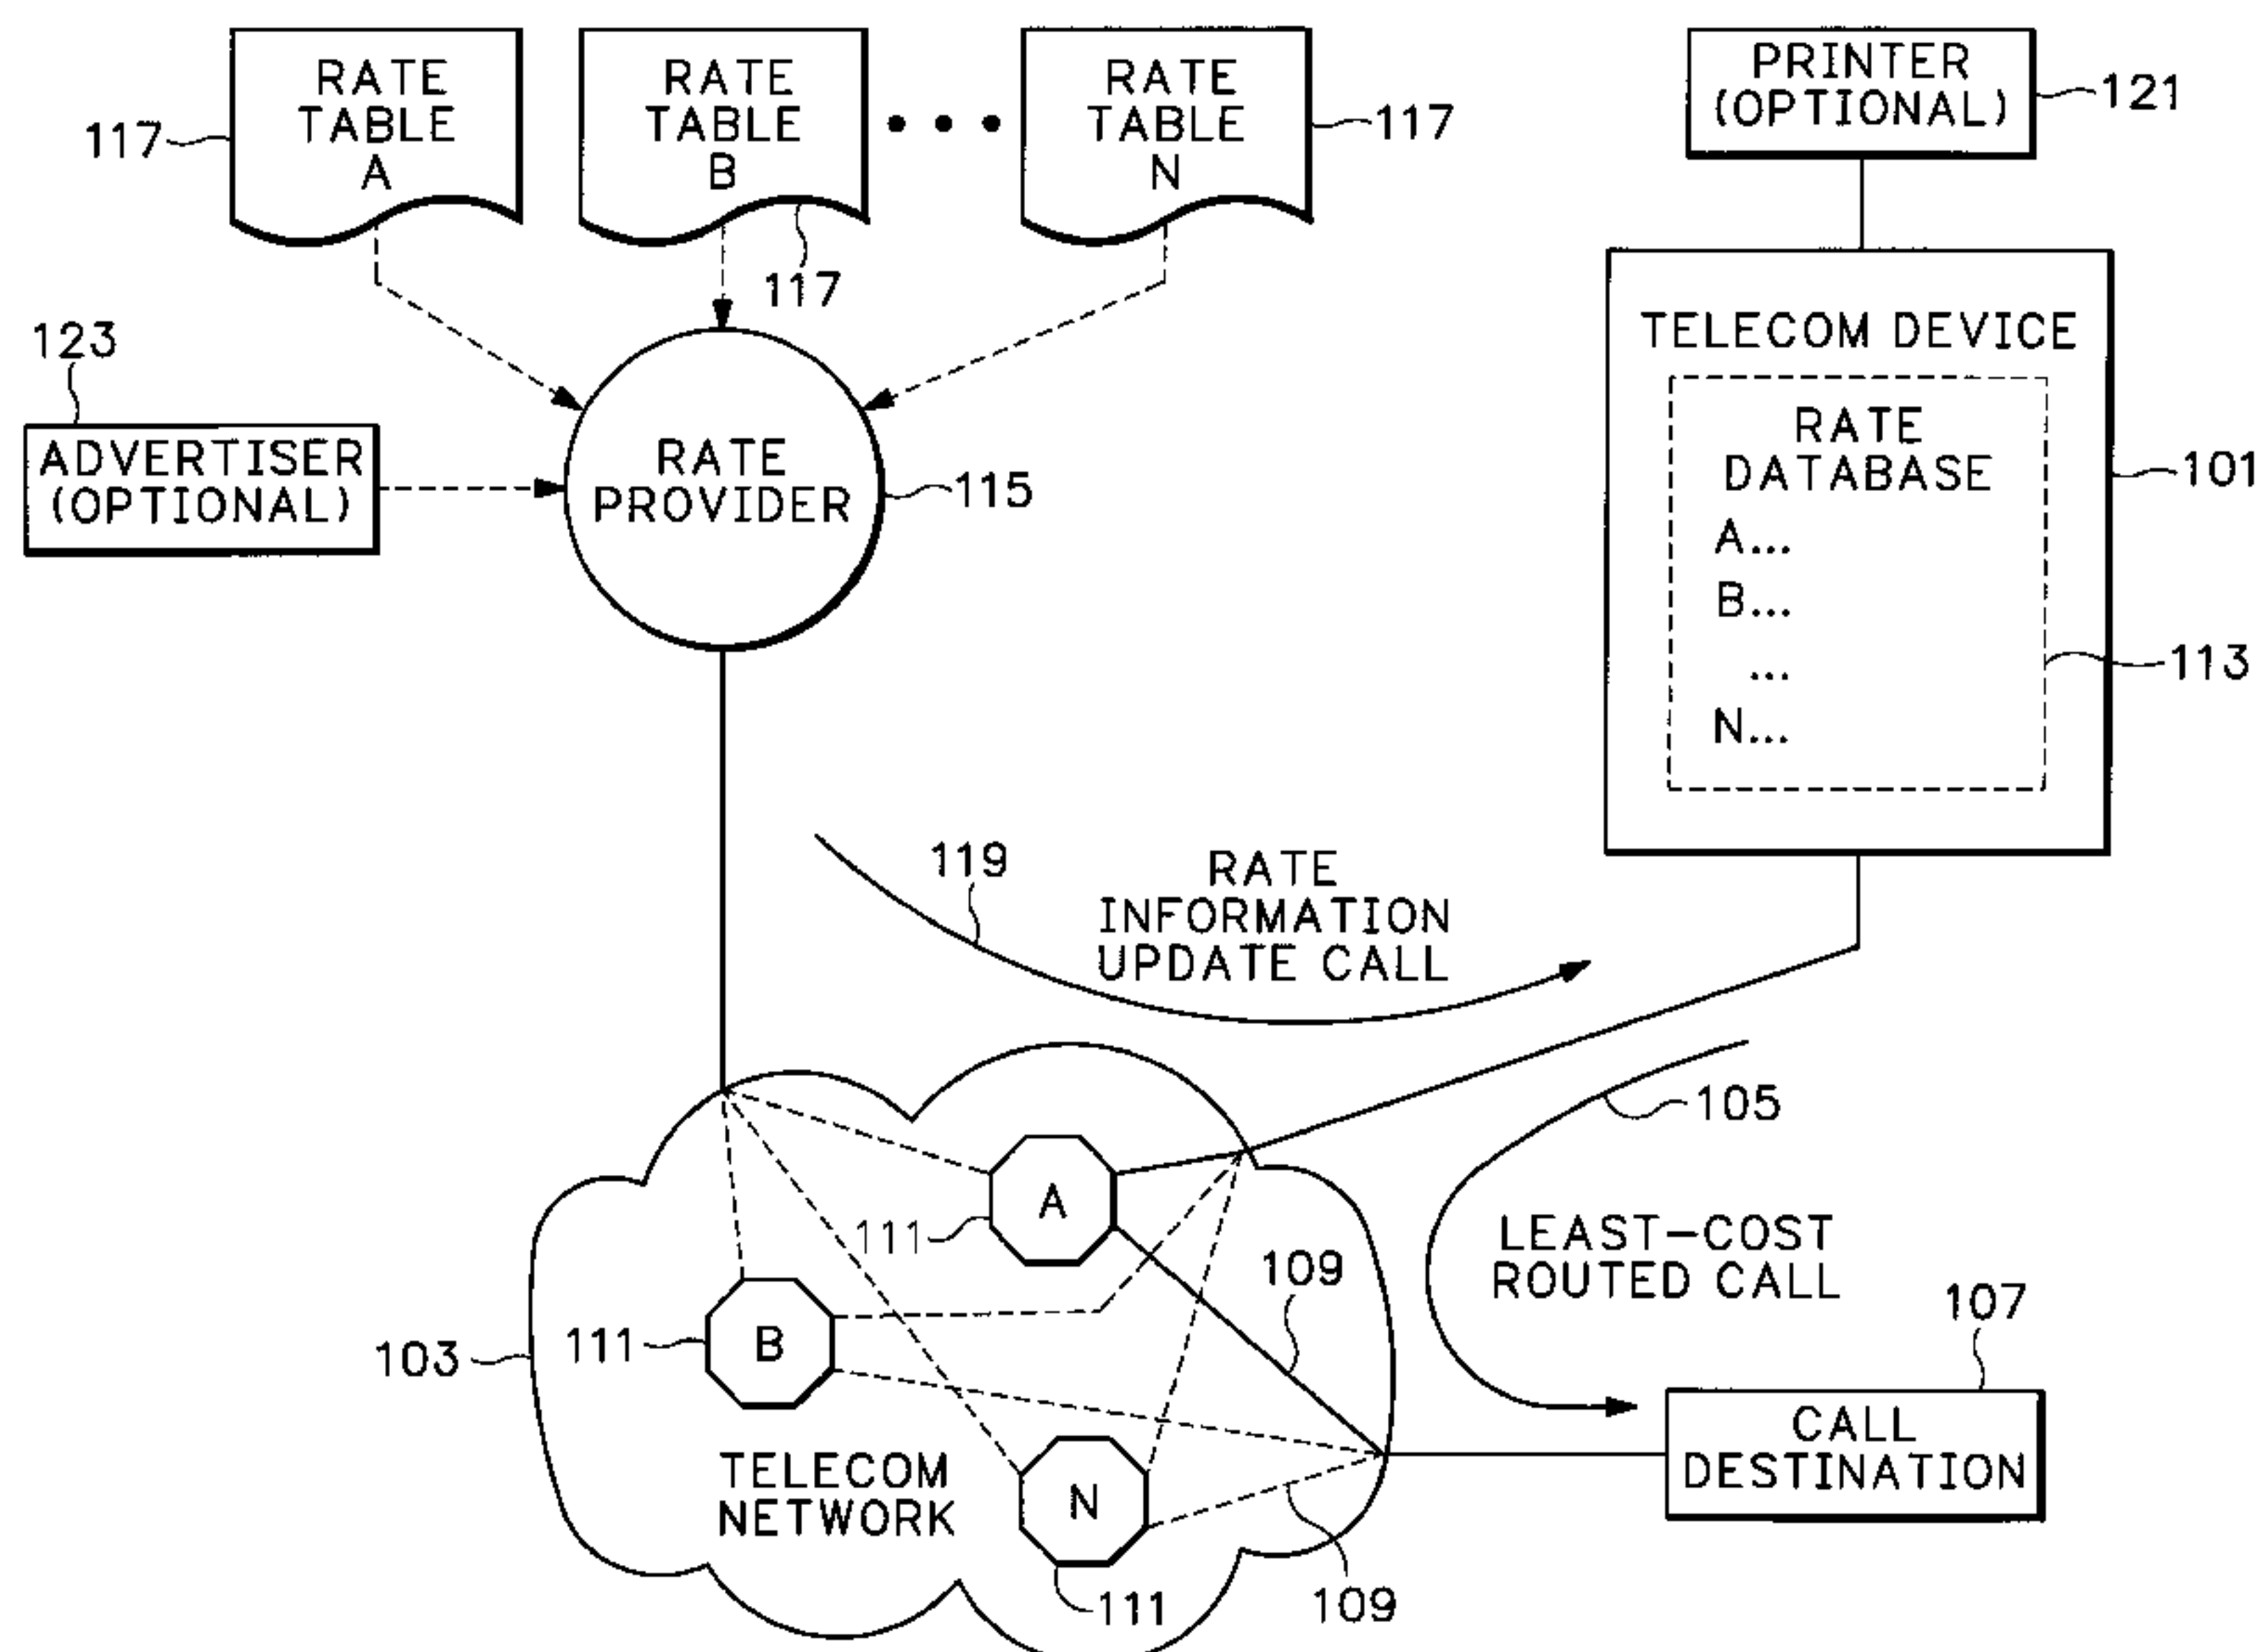 RATE
TABLE
A
117
RATE
TABLE
B
117
RATE
TABLE
N
117
PRINTER
(OPTIONAL)
121
123
ADVERTISER
(OPTIONAL)
RATE
PROVIDER
115
TELECOM DEVICE
RATE
DATABASE
A...
B...
...
N...
101
113
119
RATE
INFORMATION
UPDATE CALL
105
LEAST-COST
ROUTED CALL
107
CALL
DESTINATION
103
TELECOM
NETWORK
A
111
B
111
N
111
109
109